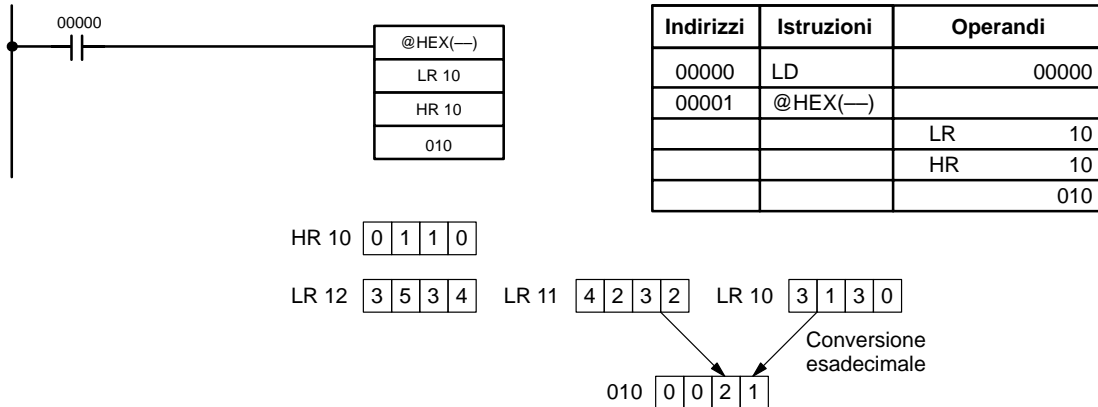 00000
@HEX(—)
LR 10
HR 10
010
Indirizzi Istruzioni Operandi
00000 LD 00000
00001 @HEX(—)
LR 10
HR 10
010
HR 10 0 1 1 0
LR 12 3 5 3 4 LR 11 4 2 3 2 LR 10 3 1 3 0
Conversione
esadecimale
010 0 0 2 1